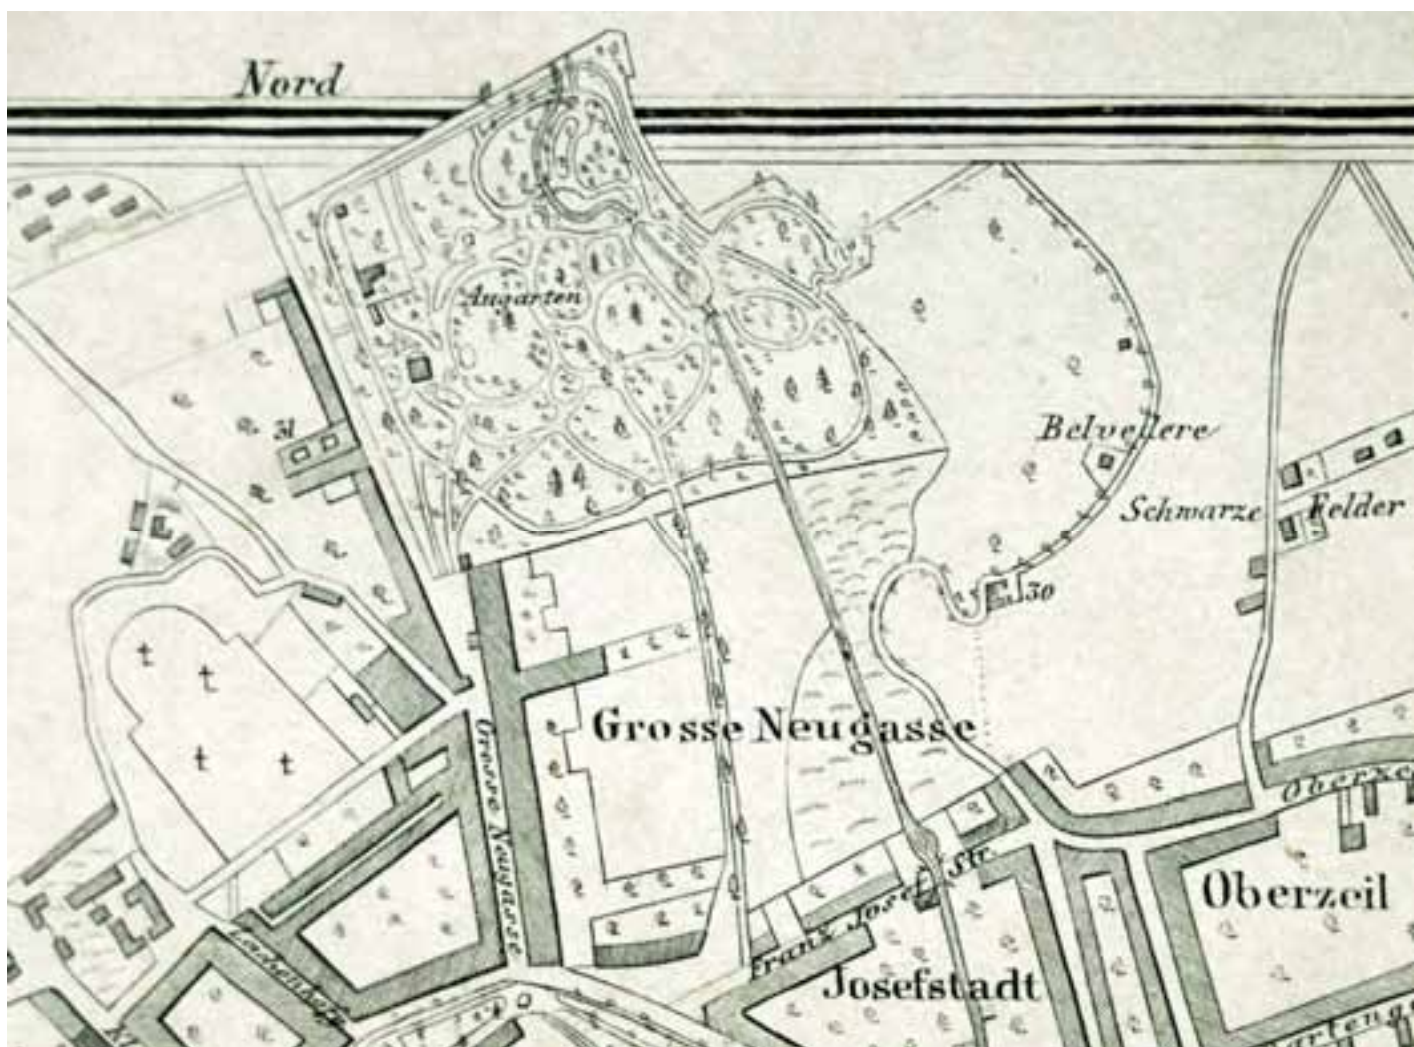 Nord
Augarten
31
Belvedere
Schwarze Felder
30
t
t
t
t
Grosse Neugasse
Grosse Neugasse
Franz Josef Str.
Oberzeil
Josefstadt